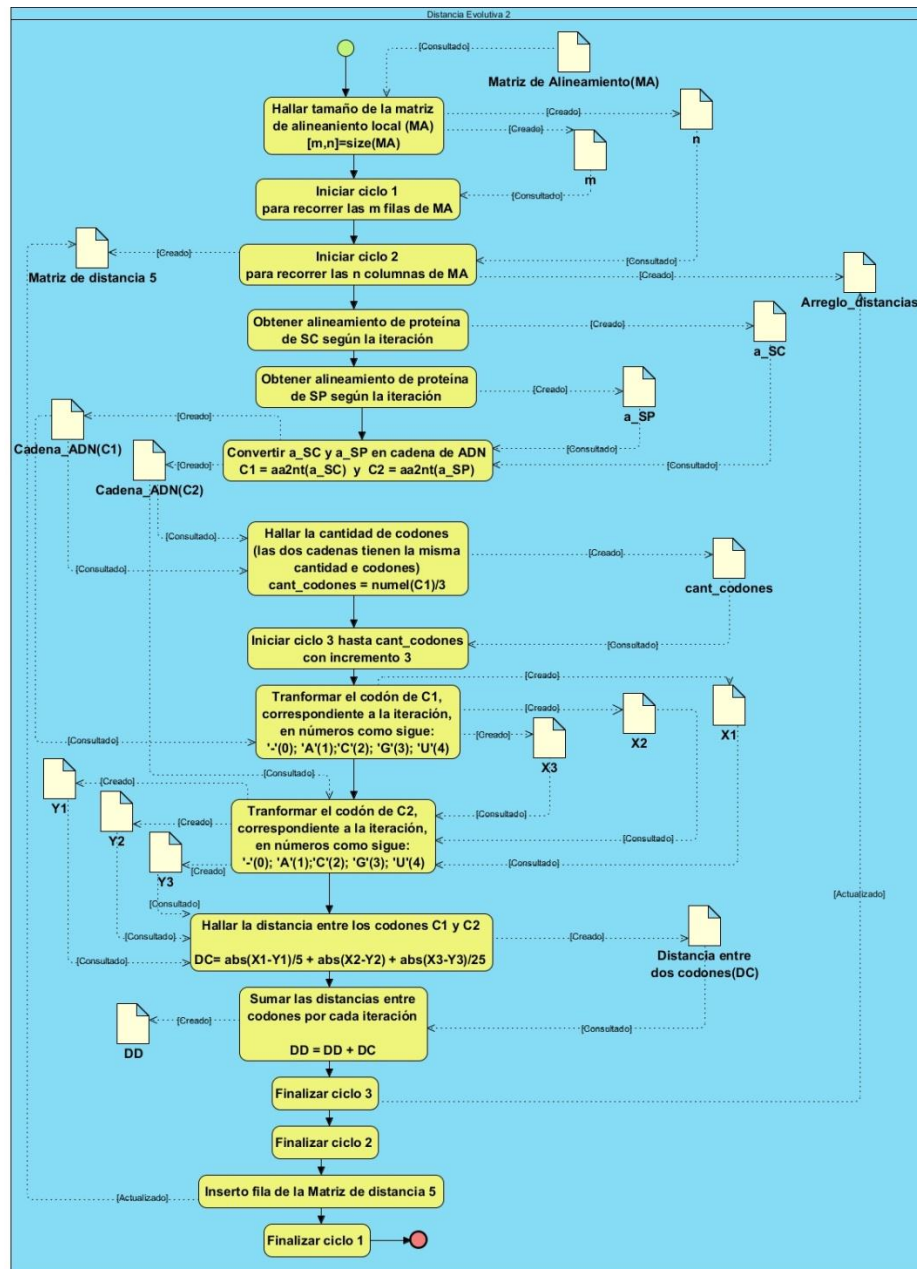 Distancia Evolutiva 2
[Consultado]
Matriz de Alineamiento(MA)
Hallar tamaño de la matriz
de alineaniento local (MA)
[m,n]=size(MA)
[Creado]
n
[Creado]
m
Iniciar ciclo 1
para recorrer las m filas de MA
[Consultado]
Iniciar ciclo 2
para recorrer las n columnas de MA
[Creado]
Matriz de distancia 5
[Consultado]
[Creado]
Arreglo_distancias
Obtener alineamiento de proteína
de SC según la iteración
[Creado]
a_SC
Obtener alineamiento de proteína
de SP según la iteración
[Creado]
a_SP
[Creado]
Cadena_ADN(C1)
Convertir a_SC y a_SP en cadena de ADN
C1 = aa2nt(a_SC) y C2 = aa2nt(a_SP)
[Consultado]
[Consultado]
[Creado]
Cadena_ADN(C2)
Hallar la cantidad de codones
(las dos cadenas tienen la misma
cantidad e codones)
cant_codones = numel(C1)/3
[Consultado]
[Consultado]
[Creado]
cant_codones
Iniciar ciclo 3 hasta cant_codones
con incremento 3
[Consultado]
Tranformar el codón de C1,
correspondiente a la iteración,
en números como sigue:
'-'(0); 'A'(1);'C'(2); 'G'(3); 'U'(4)
[Creado]
X1
[Creado]
X2
[Creado]
X3
[Consultado]
[Consultado]
[Creado]
Y1
Tranformar el codón de C2,
correspondiente a la iteración,
en números como sigue:
'-'(0); 'A'(1);'C'(2); 'G'(3); 'U'(4)
[Consultado]
[Consultado]
[Consultado]
[Creado]
Y2
[Creado]
Y3
[Consultado]
[Consultado]
[Consultado]
Hallar la distancia entre los codones C1 y C2
DC= abs(X1-Y1)/5 + abs(X2-Y2) + abs(X3-Y3)/25
[Creado]
Distancia entre
dos codones(DC)
[Actualizado]
Sumar las distancias entre
codones por cada iteración
DD = DD + DC
[Consultado]
[Creado]
DD
Finalizar ciclo 3
Finalizar ciclo 2
Inserto fila de la Matriz de distancia 5
[Actualizado]
Finalizar ciclo 1